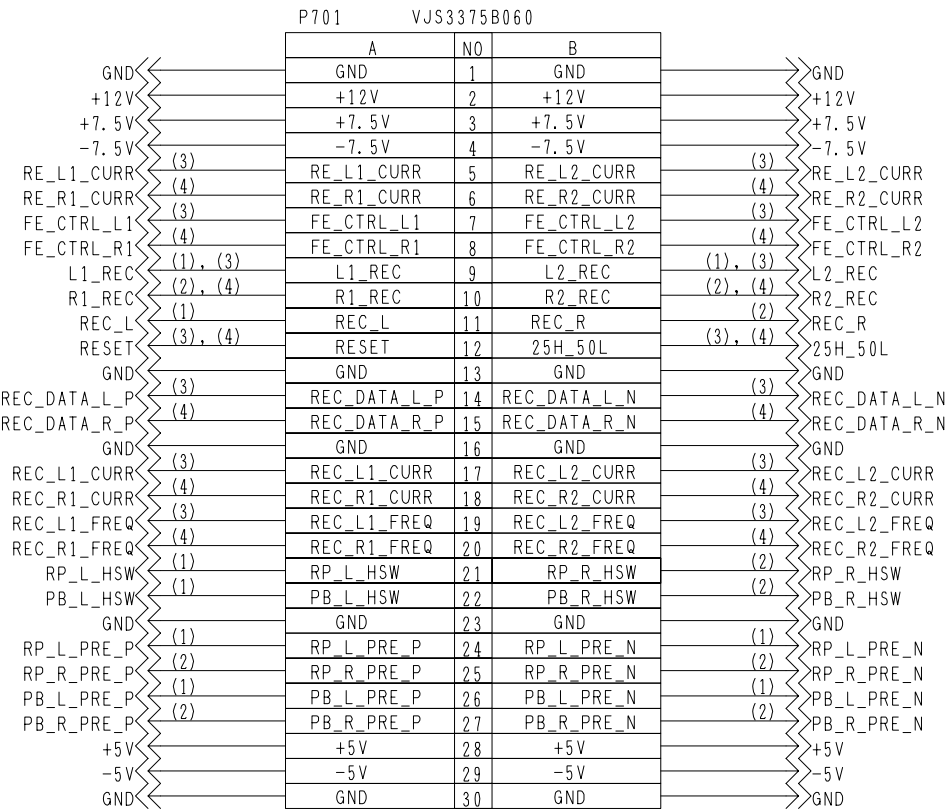 P701 VJS3375B060
A NO B
GND GND 1 GND GND
+12V +12V 2 +12V +12V
+7.5V +7.5V 3 +7.5V +7.5V
-7.5V -7.5V 4 -7.5V -7.5V
RE_L1_CURR (3) RE_L1_CURR 5 RE_L2_CURR (3) RE_L2_CURR
RE_R1_CURR (4) RE_R1_CURR 6 RE_R2_CURR (4) RE_R2_CURR
FE_CTRL_L1 (3) FE_CTRL_L1 7 FE_CTRL_L2 (3) FE_CTRL_L2
FE_CTRL_R1 (4) FE_CTRL_R1 8 FE_CTRL_R2 (4) FE_CTRL_R2
L1_REC (1), (3) L1_REC 9 L2_REC (1), (3) L2_REC
R1_REC (2), (4) R1_REC 10 R2_REC (2), (4) R2_REC
REC_L (1) REC_L 11 REC_R (2) REC_R
RESET (3), (4) RESET 12 25H_50L (3), (4) 25H_50L
GND GND 13 GND GND
REC_DATA_L_P (3) REC_DATA_L_P 14 REC_DATA_L_N (3) REC_DATA_L_N
REC_DATA_R_P (4) REC_DATA_R_P 15 REC_DATA_R_N (4) REC_DATA_R_N
GND GND 16 GND GND
REC_L1_CURR (3) REC_L1_CURR 17 REC_L2_CURR (3) REC_L2_CURR
REC_R1_CURR (4) REC_R1_CURR 18 REC_R2_CURR (4) REC_R2_CURR
REC_L1_FREQ (3) REC_L1_FREQ 19 REC_L2_FREQ (3) REC_L2_FREQ
REC_R1_FREQ (4) REC_R1_FREQ 20 REC_R2_FREQ (4) REC_R2_FREQ
RP_L_HSW (1) RP_L_HSW 21 RP_R_HSW (2) RP_R_HSW
PB_L_HSW (1) PB_L_HSW 22 PB_R_HSW (2) PB_R_HSW
GND GND 23 GND GND
RP_L_PRE_P (1) RP_L_PRE_P 24 RP_L_PRE_N (1) RP_L_PRE_N
RP_R_PRE_P (2) RP_R_PRE_P 25 RP_R_PRE_N (2) RP_R_PRE_N
PB_L_PRE_P (1) PB_L_PRE_P 26 PB_L_PRE_N (1) PB_L_PRE_N
PB_R_PRE_P (2) PB_R_PRE_P 27 PB_R_PRE_N (2) PB_R_PRE_N
+5V +5V 28 +5V +5V
-5V -5V 29 -5V -5V
GND GND 30 GND GND